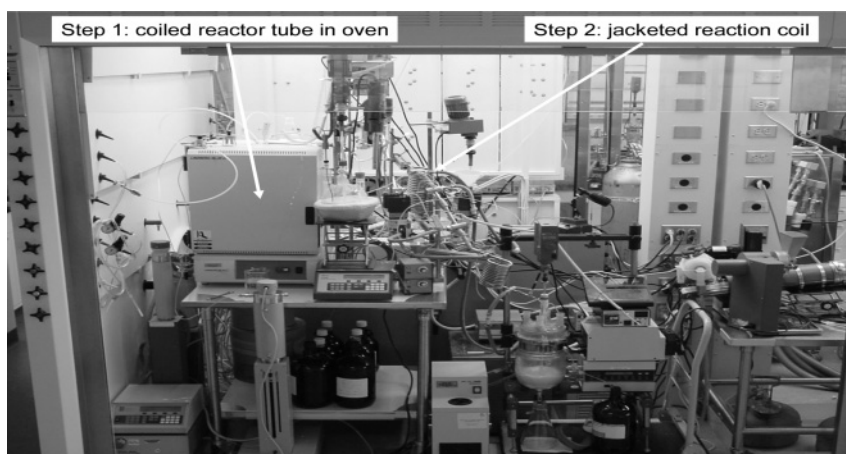 Step 1: coiled reactor tube in oven
Step 2: jacketed reaction coil